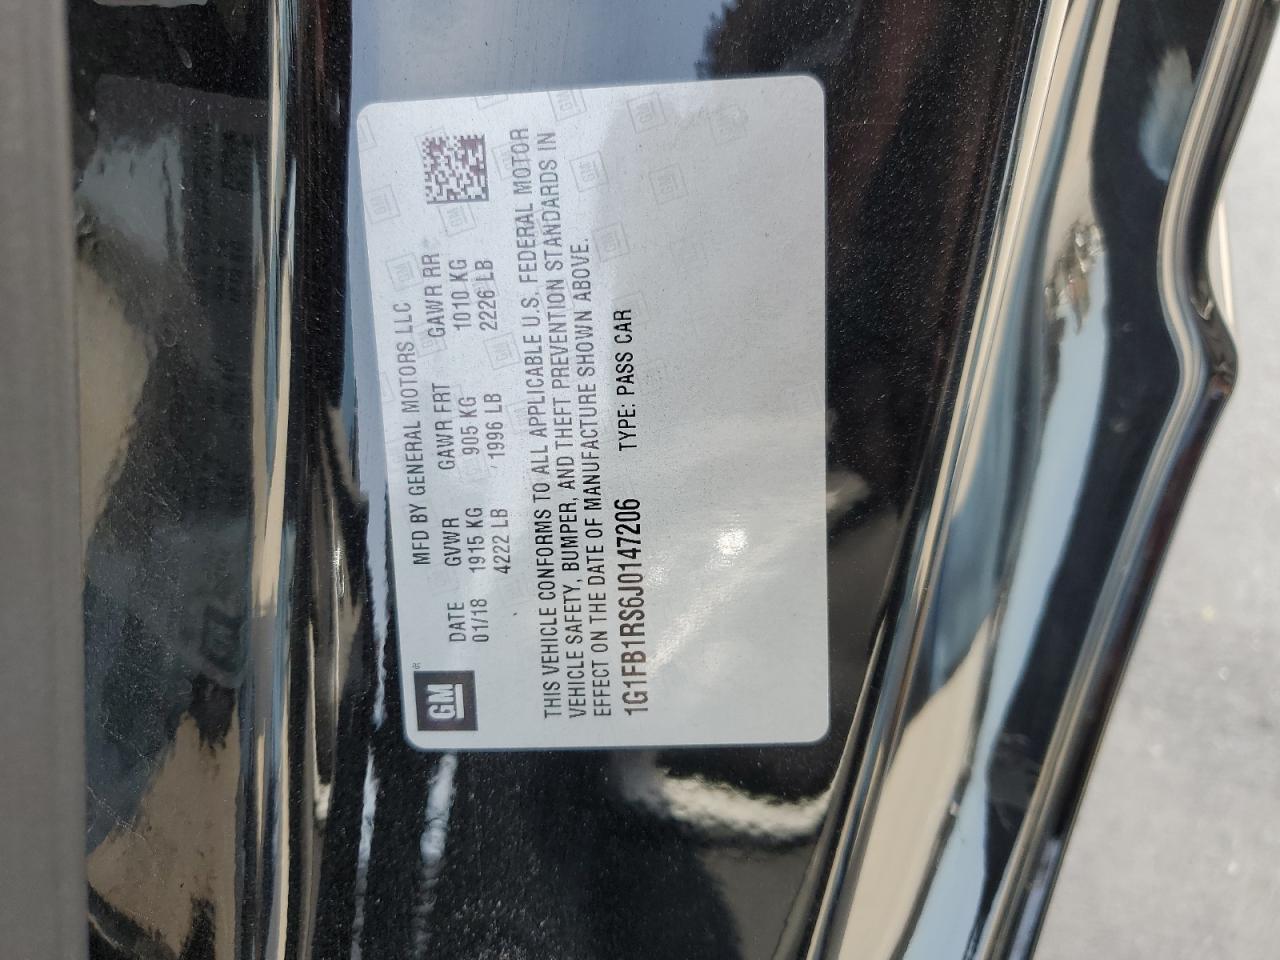 GM
MFD BY GENERAL MOTORS LLC
DATE GVWR GAWR FRT GAWR RR
01/18 1915 KG 905 KG 1010 KG
4222 LB 1996 LB 2226 LB
THIS VEHICLE CONFORMS TO ALL APPLICABLE U.S. FEDERAL MOTOR
VEHICLE SAFETY, BUMPER, AND THEFT PREVENTION STANDARDS IN
EFFECT ON THE DATE OF MANUFACTURE SHOWN ABOVE.
1G1FB1RS6J0147206 TYPE: PASS CAR